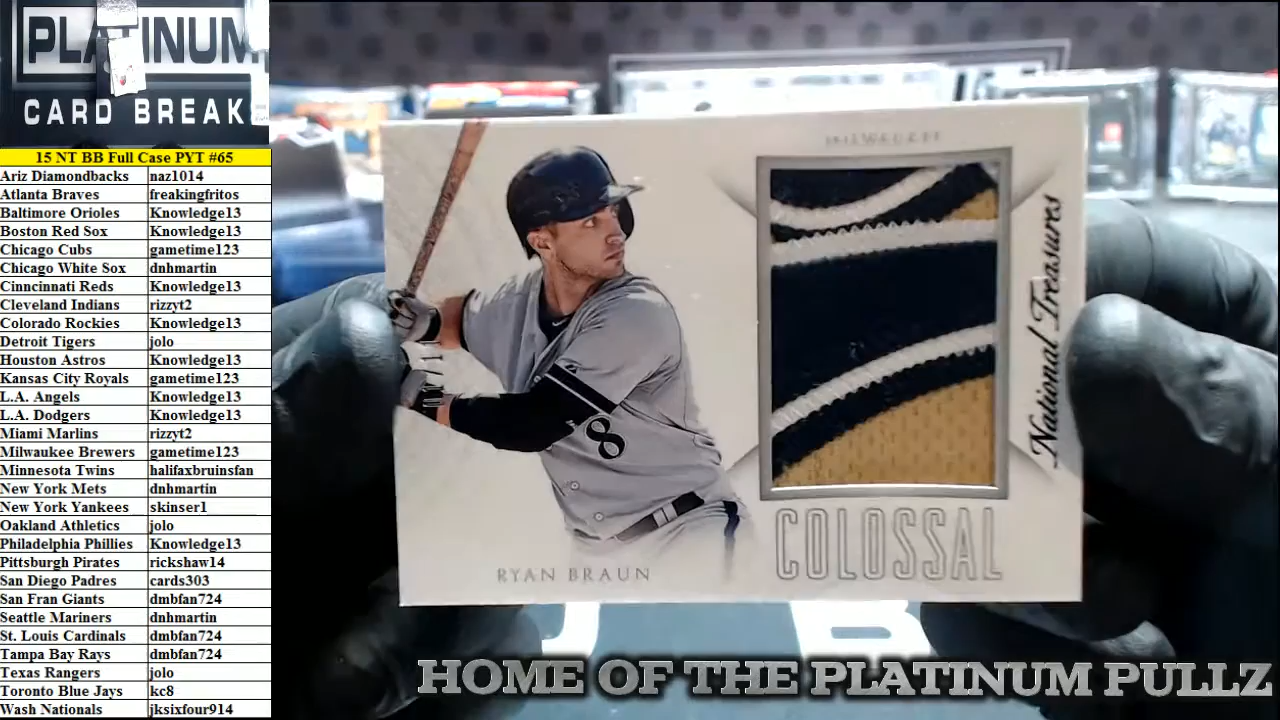 PLATINUM
CARD BREAK
15 NT BB Full Case PYT #65
Ariz Diamondbacks naz1014
Atlanta Braves freakingfritos
Baltimore Orioles Knowledge13
Boston Red Sox Knowledge13
Chicago Cubs gametime123
Chicago White Sox dnhmartin
Cinncincati Reds Knowledge13
Cleveland Indians rizzyt2
Colorado Rockies Knowledge13
Detroit Tigers jolo
Houston Astros Knowledge13
Kansas City Royals gametime123
L.A. Angels Knowledge13
L.A. Dodgers Knowledge13
Miami Marlins rizzyt2
Milwaukee Brewers gametime123
Minnesota Twins halifaxbruinsfan
New York Mets dnhmartin
New York Yankees skinser1
Oakland Athletics jolo
Philadelphia Phillies Knowledge13
Pittsburgh Pirates rickshaw14
San Diego Padres cards303
San Fran Giants dmbfan724
Seattle Mariners dnhmartin
St. Louis Cardinals dmbfan724
Tampa Bay Rays dmbfan724
Texas Rangers jolo
Toronto Blue Jays kc8
Wash Nationals jksixfour914
MILWAUKEE
National Treasures
8
COLOSSAL
RYAN BRAUN
HOME OF THE PLATINUM PULLZ